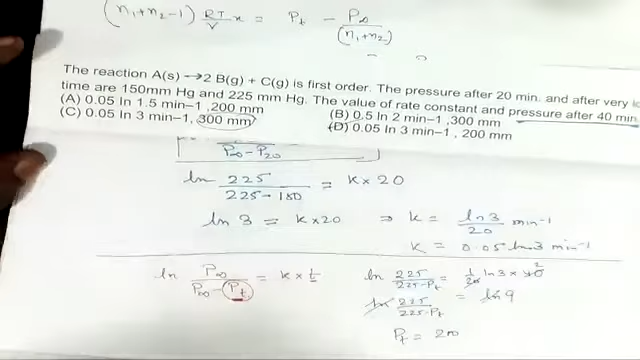 (n₁+n₂-1) RT/V x = Pₜ - P∞/(n₁+n₂)
The reaction A(s) →2 B(g) + C(g) is first order. The pressure after 20 min. and after very lo
time are 150mm Hg and 225 mm Hg. The value of rate constant and pressure after 40 min.
(A) 0.05 ln 1.5 min–1 ,200 mm
(B) 0.5 ln 2 min–1 ,300 mm
(C) 0.05 ln 3 min–1, 300 mm
(D) 0.05 ln 3 min–1 , 200 mm
P∞ - P₂₀
ln 225/(225 - 150) = k × 20
ln 3 = k × 20 ⇒ k = ln 3/20 min⁻¹
k = 0.05 ln 3 min⁻¹
ln P∞/(P∞ - Pₜ) = k × t
ln 225/(225 - Pₜ) = 1/20 ln 3 × 40 2
ln 225/(225 - Pₜ) = ln 9
Pₜ = 200